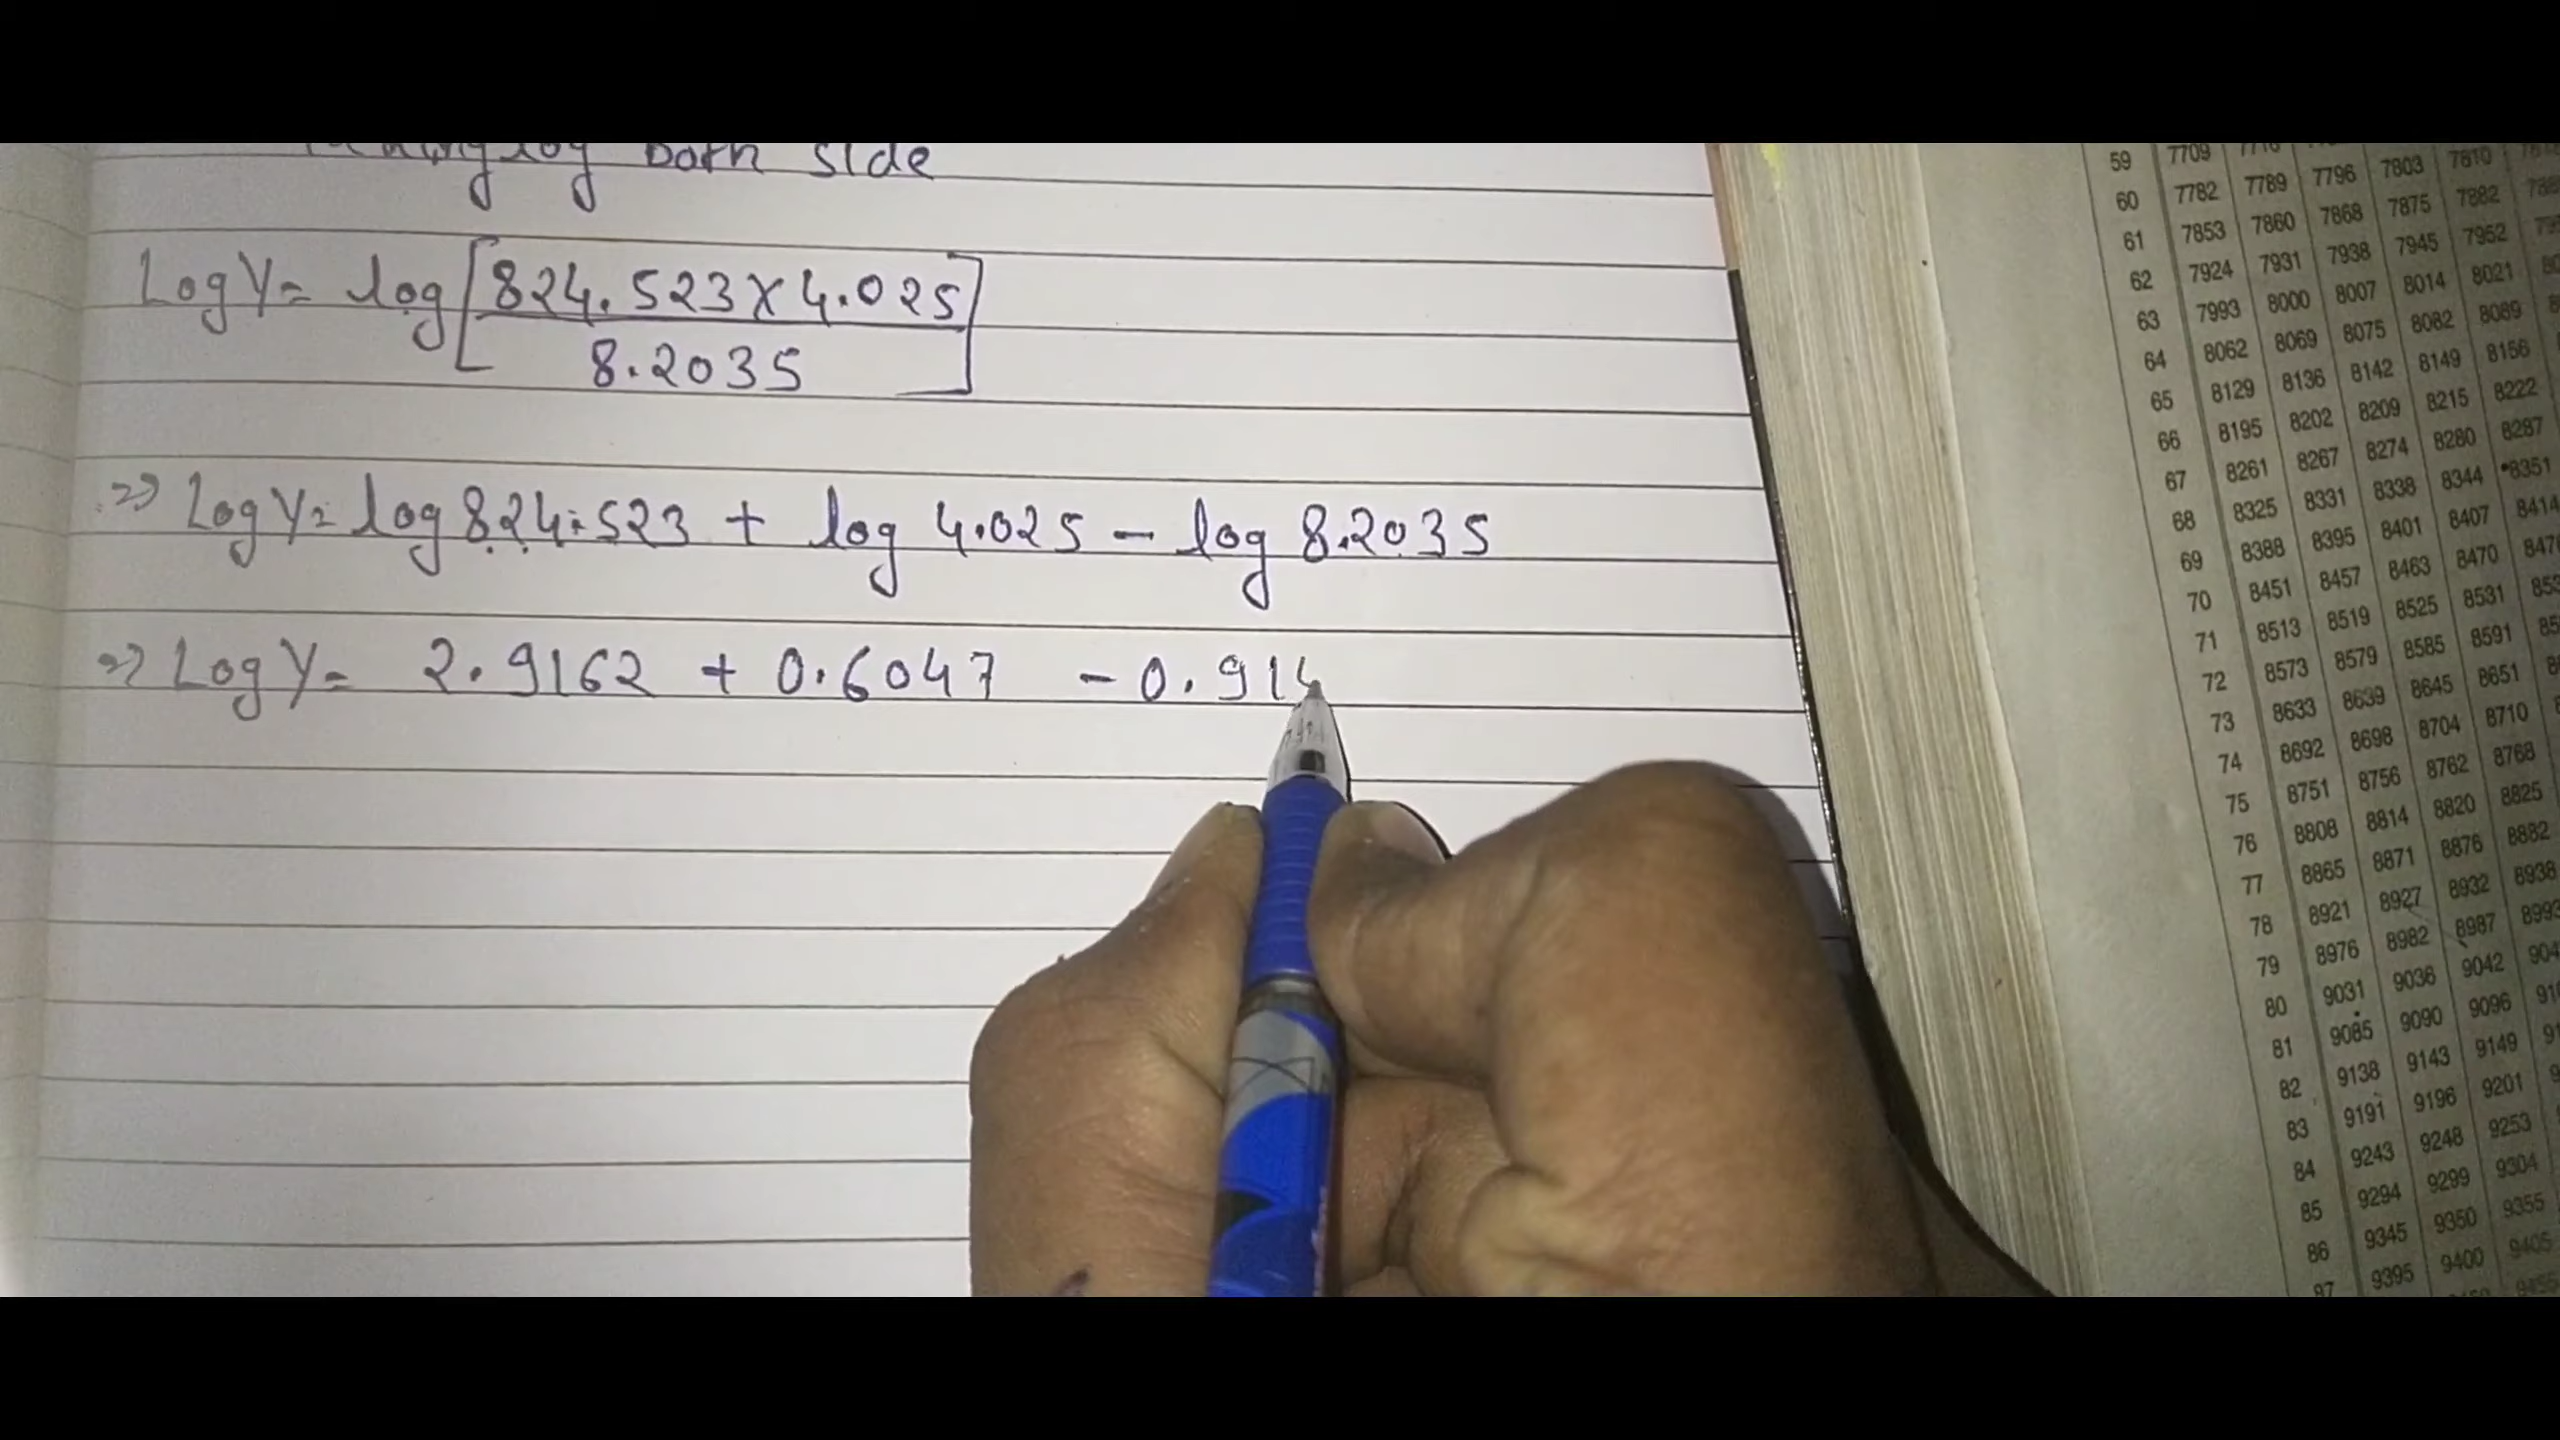 Taking log both side
Log Y = log [824.523 X 4.025
8.2035]
=> Log Y = log 824.523 + log 4.025 - log 8.2035
=> Log Y = 2.9162 + 0.6047 - 0.914
59 7709 7716 7803 7810
60 7782 7789 7796 7875 7882
61 7853 7860 7868 7945 7952
62 7924 7931 7938 8014 8021
63 7993 8000 8007 8082 8089
64 8062 8069 8075 8149 8156
65 8129 8136 8142 8215 8222
66 8195 8202 8209 8280 8287
67 8261 8267 8274 8344 8351
68 8325 8331 8338 8407 8414
69 8388 8395 8401 8470
70 8451 8457 8463 8531
71 8513 8519 8525 8591
72 8573 8579 8585 8651
73 8633 8639 8645 8710
74 8692 8698 8704 8768
75 8751 8756 8762 8825
76 8808 8814 8820 8882
77 8865 8871 8876 8938
78 8921 8927 8932 8993
79 8976 8982 8987
80 9031 9036 9042
81 9085 9090 9096
82 9138 9143 9149
83 9191 9196 9201
84 9243 9248 9253
85 9294 9299 9304
86 9345 9350 9355
87 9395 9400 9405